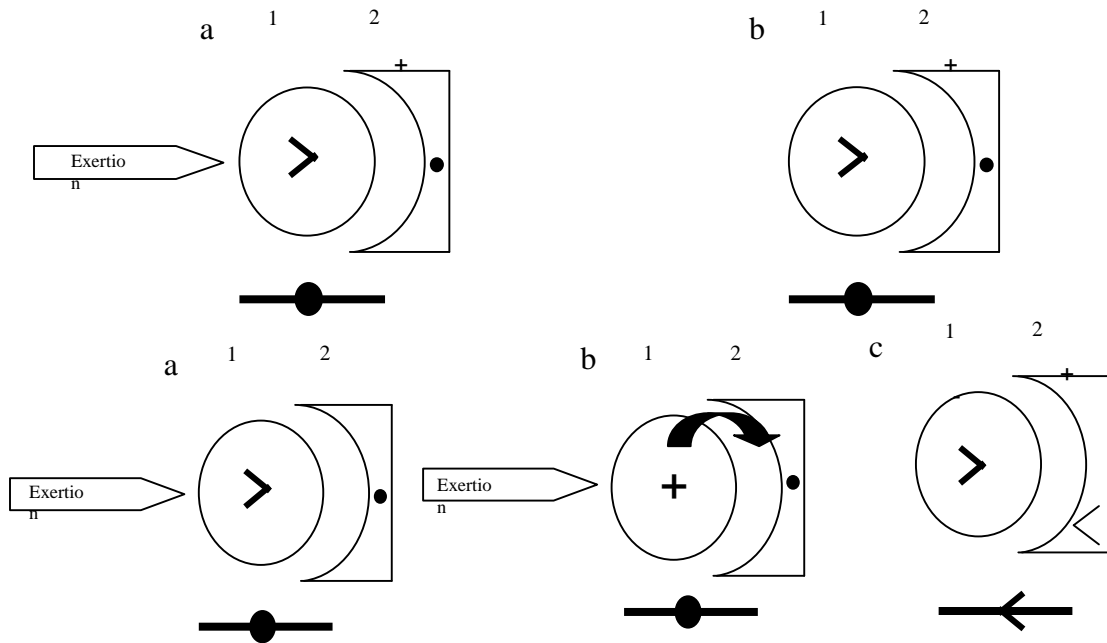 1 2 1 2
a b
+ +
Exertio
n
1 2 1 2 1 2
a b c
+
-
Exertio Exertio
n n
+